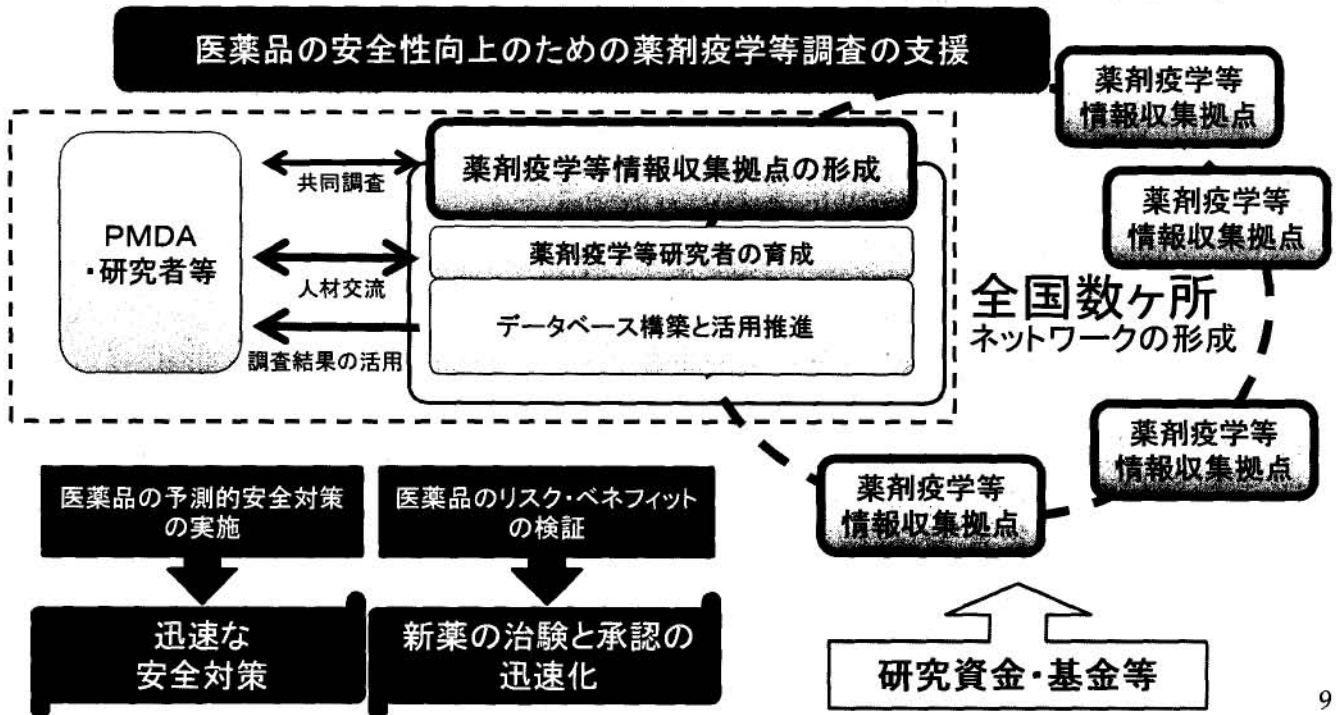 医薬品の安全性向上のための薬剤疫学等調査の支援
薬剤疫学等
情報収集拠点
薬剤疫学等
情報収集拠点
PMDA
・研究者等
共同調査
人材交流
調査結果の活用
薬剤疫学等情報収集拠点の形成
薬剤疫学等研究者の育成
データベース構築と活用推進
全国数ヶ所
ネットワークの形成
薬剤疫学等
情報収集拠点
薬剤疫学等
情報収集拠点
医薬品の予測的安全対策
の実施
医薬品のリスク・ベネフィット
の検証
迅速な
安全対策
新薬の治験と承認の
迅速化
研究資金・基金等
9